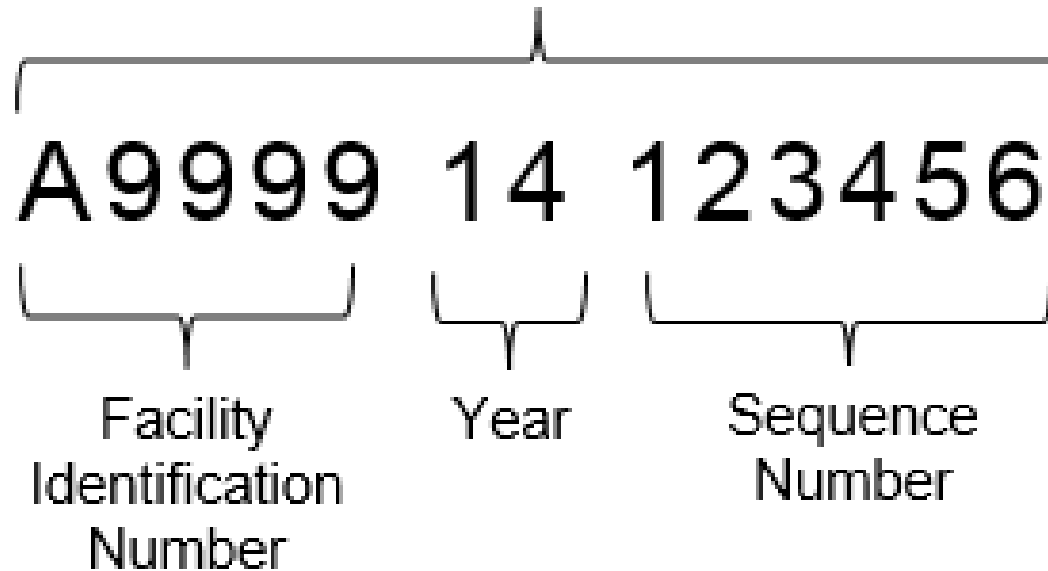 A9999 14 123456
Facility Identification Number
Year
Sequence Number